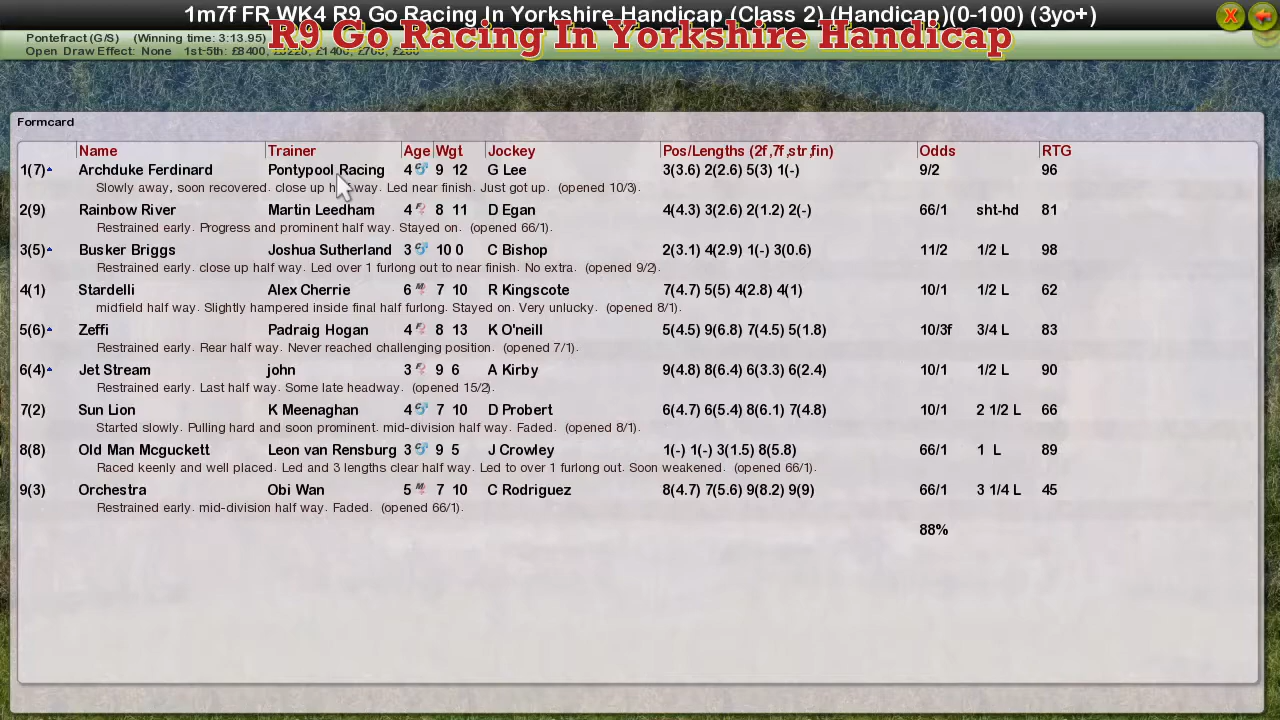 1m7f FR WK4 R9 Go Racing In Yorkshire Handicap (Class 2) (Handicap)(0-100) (3yo+)
R9 Go Racing In Yorkshire Handicap
Pontefract(G/S) (Winning time: 3:13.95)
Open Draw Effect: None 1st-5th: £8400, £1400,
Formcard
Name Trainer Age Wgt Jockey Pos/Lengths (2f,7f,str,fin) Odds RTG
1(7) Archduke Ferdinard Pontypool Racing 4 9 12 G Lee 3(3.6) 2(2.6) 5(3) 1(-) 9/2 96
Slowly away, soon recovered. close up way. Led near finish. Just got up. (opened 10/3).
2(9) Rainbow River Martin Leedham 4 8 11 D Egan 4(4.3) 3(2.6) 2(1.2) 2(-) 66/1 sht-hd 81
Restrained early. Progress and prominent half way. Stayed on. (opened 66/1).
3(5) Busker Briggs Joshua Sutherland 3 10 0 C Bishop 2(3.1) 4(2.9) 1(-) 3(0.6) 11/2 1/2 L 98
Restrained early. close up half way. Led over 1 furlong out to near finish. No extra. (opened 9/2).
4(1) Stardelli Alex Cherrie 6 7 10 R Kingscote 7(4.7) 5(5) 4(2.8) 4(1) 10/1 1/2 L 62
midfield half way. Slightly hampered inside final half furlong. Stayed on. Very unlucky. (opened 8/1).
5(6) Zeffi Padraig Hogan 4 8 13 K O'neill 5(4.5) 9(6.8) 7(4.5) 5(1.8) 10/3f 3/4 L 83
Restrained early. Rear half way. Never reached challenging position. (opened 7/1).
6(4) Jet Stream john 3 9 6 A Kirby 9(4.8) 8(6.4) 6(3.3) 6(2.4) 10/1 1/2 L 90
Restrained early. Last half way. Some late headway. (opened 15/2).
7(2) Sun Lion K Meenaghan 4 7 10 D Probert 6(4.7) 6(5.4) 8(6.1) 7(4.8) 10/1 2 1/2 L 66
Started slowly. Pulling hard and soon prominent. mid-division half way. Faded. (opened 8/1).
8(8) Old Man Mcguckett Leon van Rensburg 3 9 5 J Crowley 1(-) 1(-) 3(1.5) 8(5.8) 66/1 1 L 89
Raced keenly and well placed. Led and 3 lengths clear half way. Led to over 1 furlong out. Soon weakened. (opened 66/1).
9(3) Orchestra Obi Wan 5 7 10 C Rodriguez 8(4.7) 7(5.6) 9(8.2) 9(9) 66/1 3 1/4 L 45
Restrained early. mid-division half way. Faded. (opened 66/1).
88%